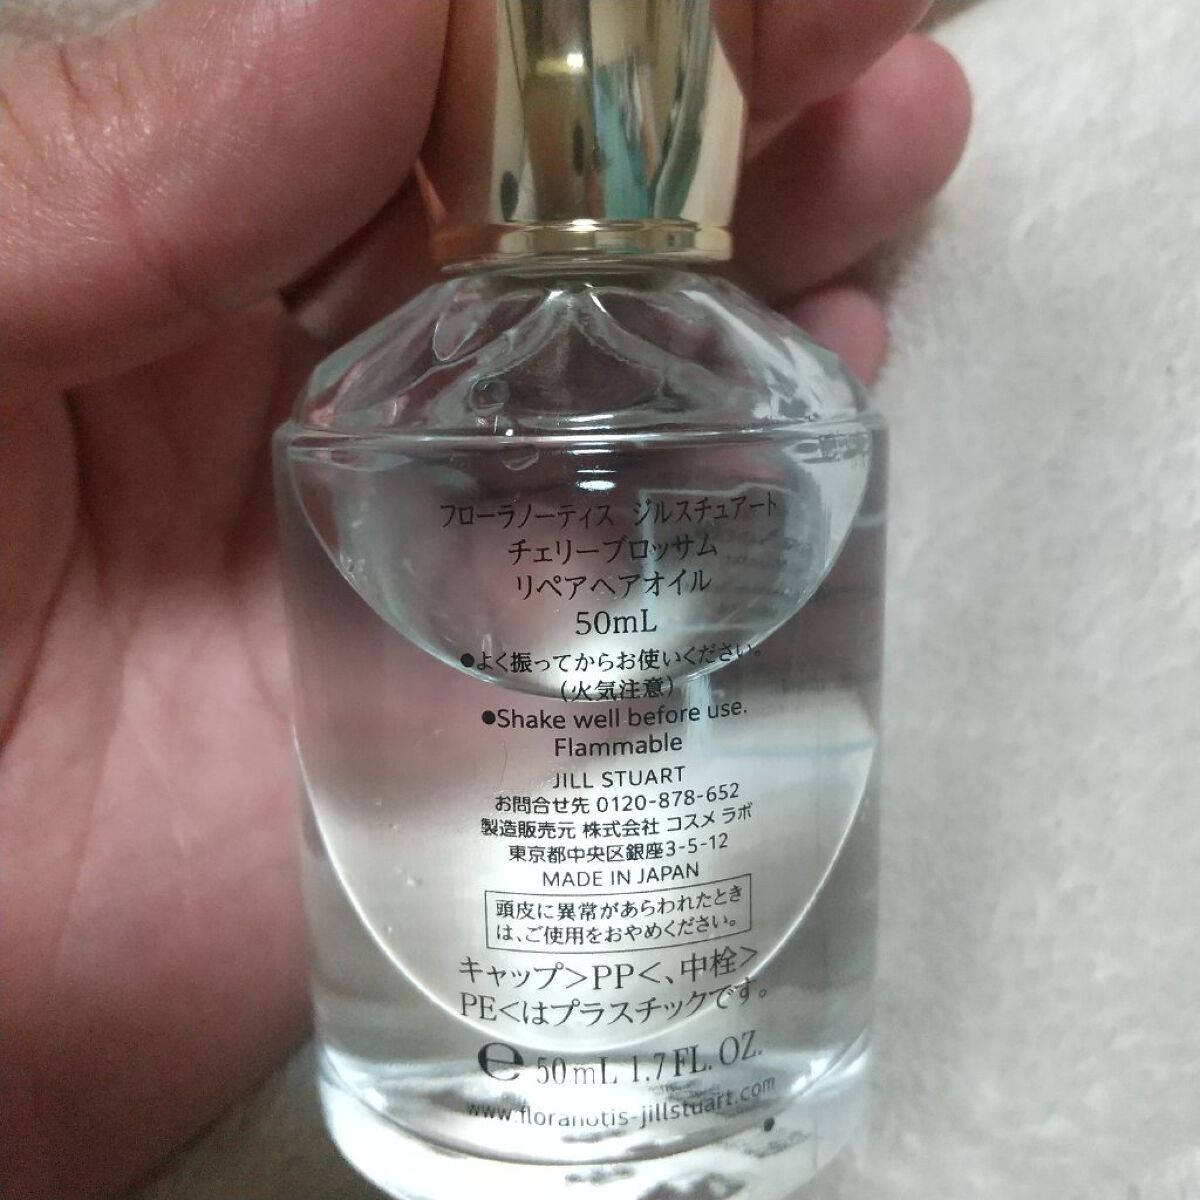 フローラノーティス ジルスチュアート
チェリーブロッサム
リペアヘアオイル
50mL
●よく振ってからお使いください。
(火気注意)
●Shake well before use.
Flammable
JILL STUART
お問合せ先 0120-878-652
製造販売元 株式会社 コスメ ラボ
東京都中央区銀座3-5-12
MADE IN JAPAN
頭皮に異常があらわれたとき
は、ご使用をおやめください。
キャップ>PP<、中栓>
PE<はプラスチックです。
℮ 50mL 1.7FL. OZ.
www.floranotis-jillstuart.com